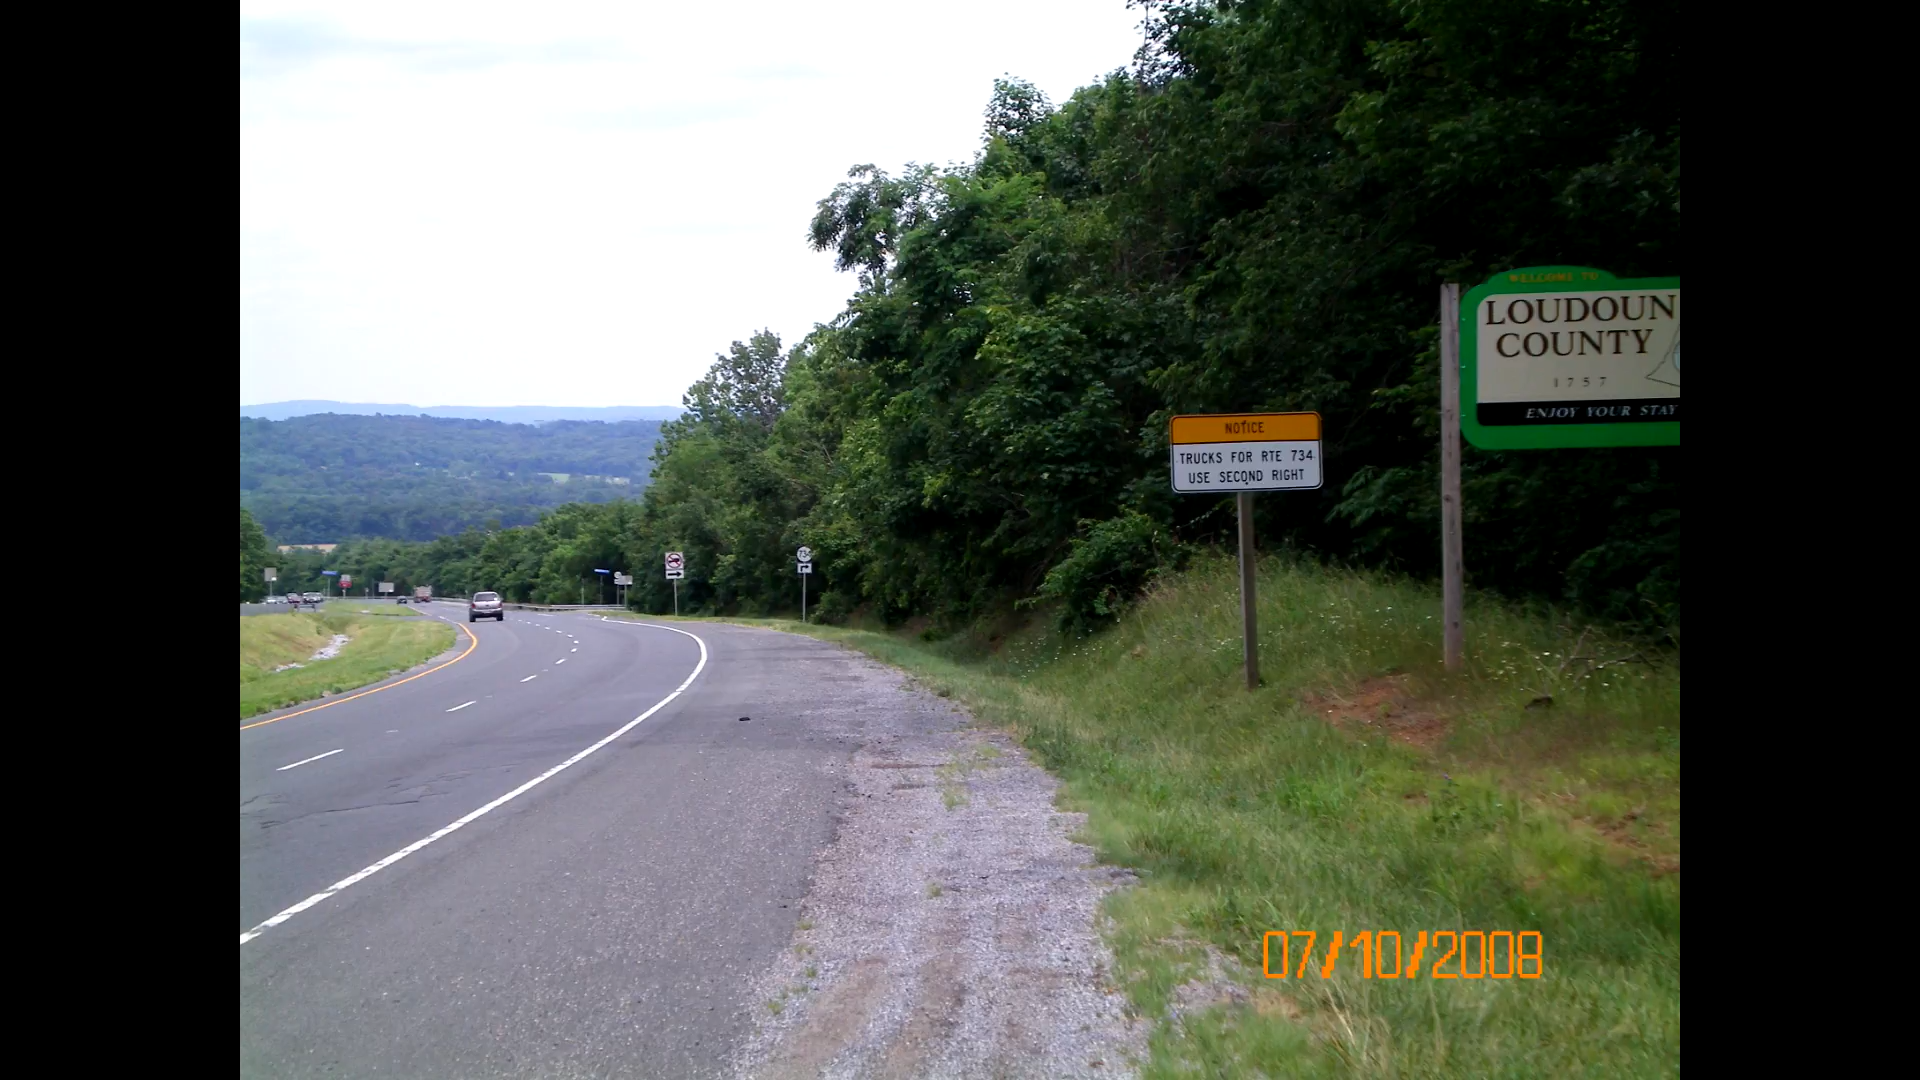 WELCOME TO
LOUDOUN
COUNTY
1757
ENJOY YOUR STAY
NOTICE
TRUCKS FOR RTE 734
USE SECOND RIGHT
734
07/10/2008